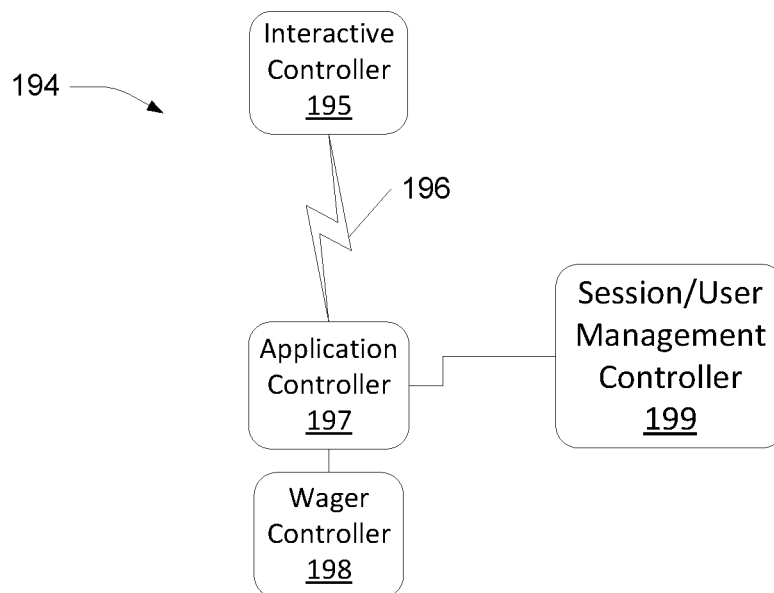 Interactive
Controller
195
194
196
Application
Controller
197
Session/User
Management
Controller
199
Wager
Controller
198